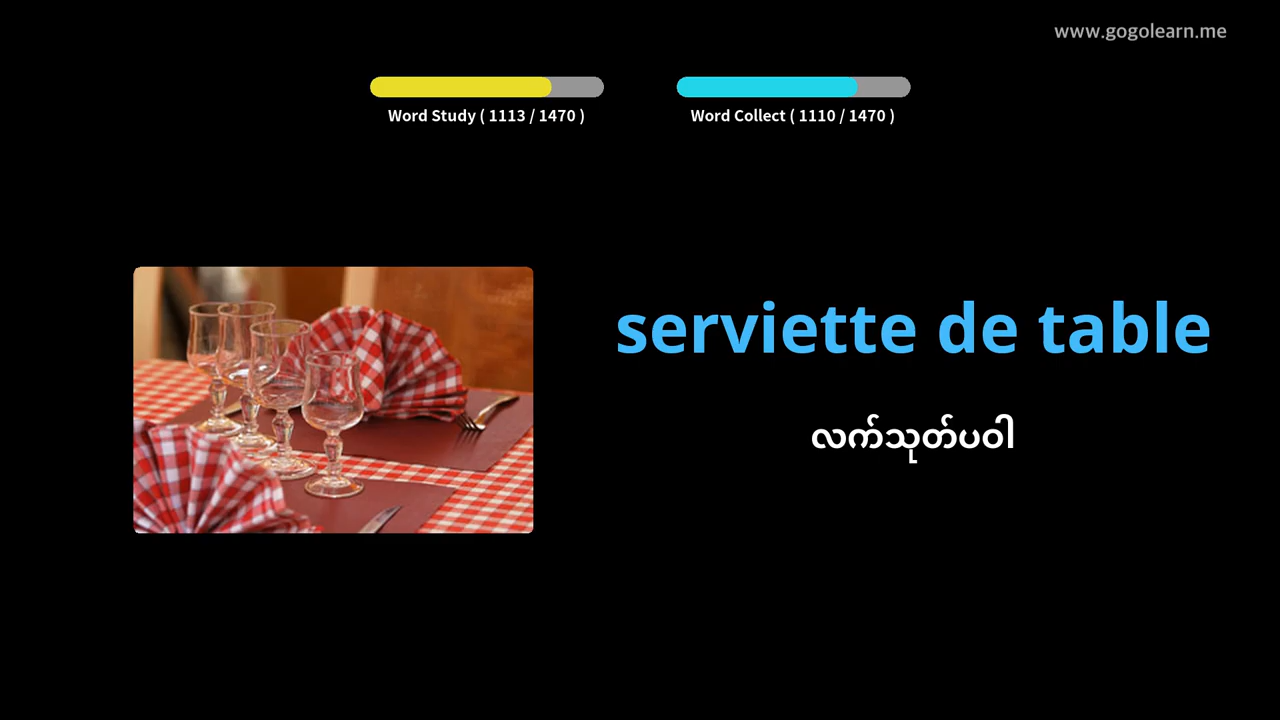 www.gogolearn.me
Word Study ( 1113 / 1470 )
Word Collect ( 1110 / 1470 )
serviette de table
လက်သုတ်ပဝါ